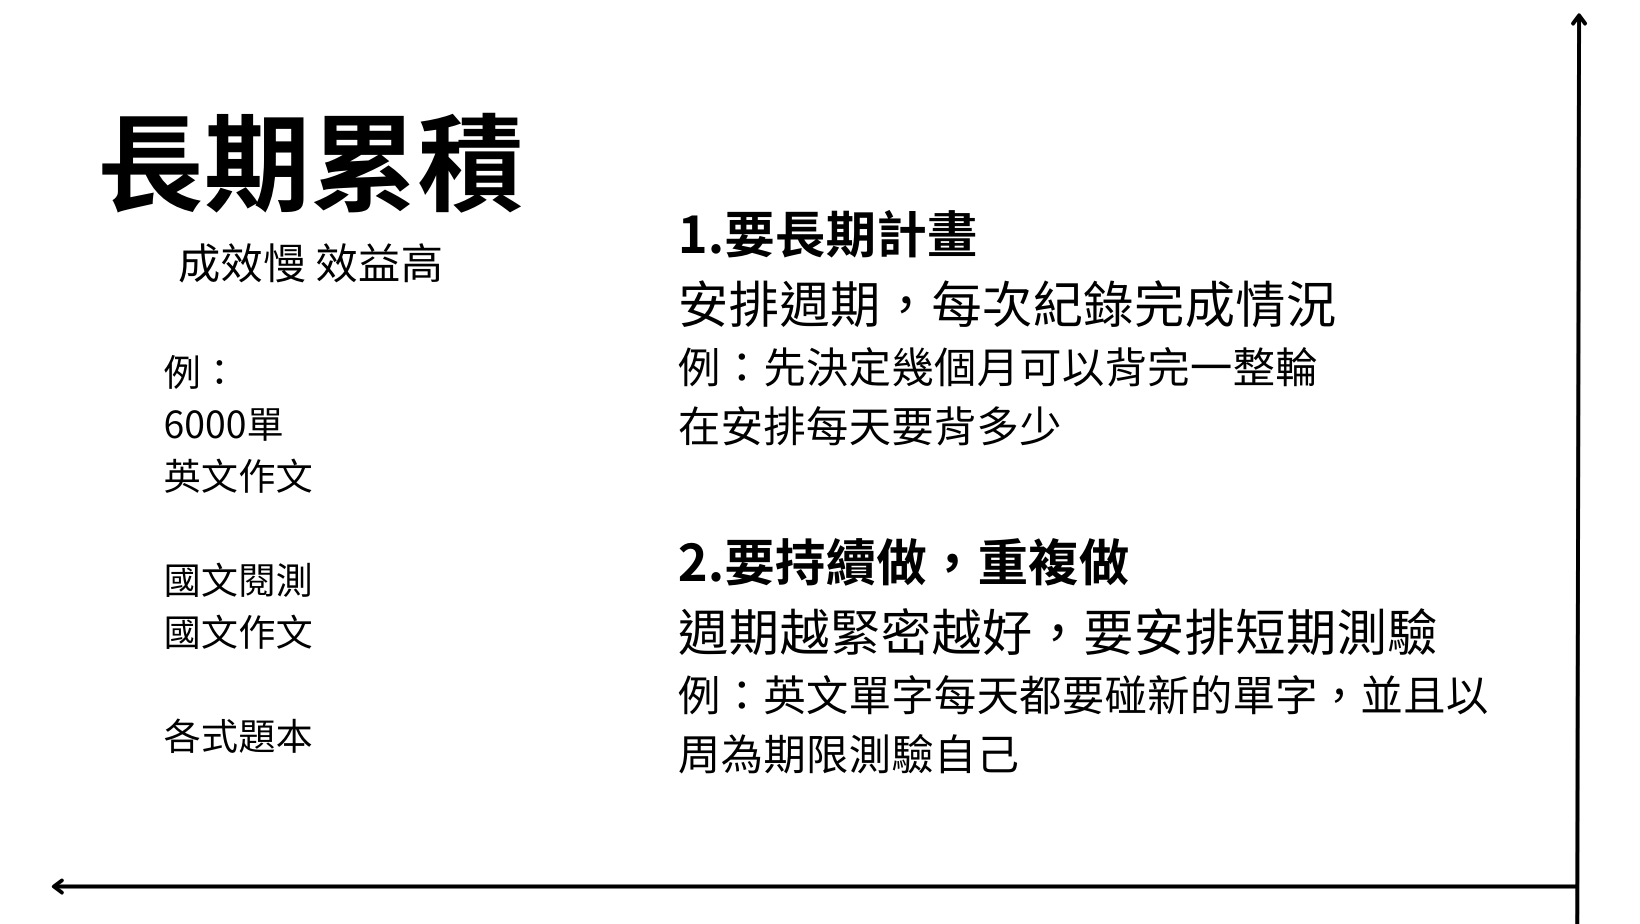 長期累積
成效慢 效益高
例：
6000單
英文作文
國文閱測
國文作文
各式題本
1.要長期計畫
安排週期，每次紀錄完成情況
例：先決定幾個月可以背完一整輪
在安排每天要背多少
2.要持續做，重複做
週期越緊密越好，要安排短期測驗
例：英文單字每天都要碰新的單字，並且以
周為期限測驗自己